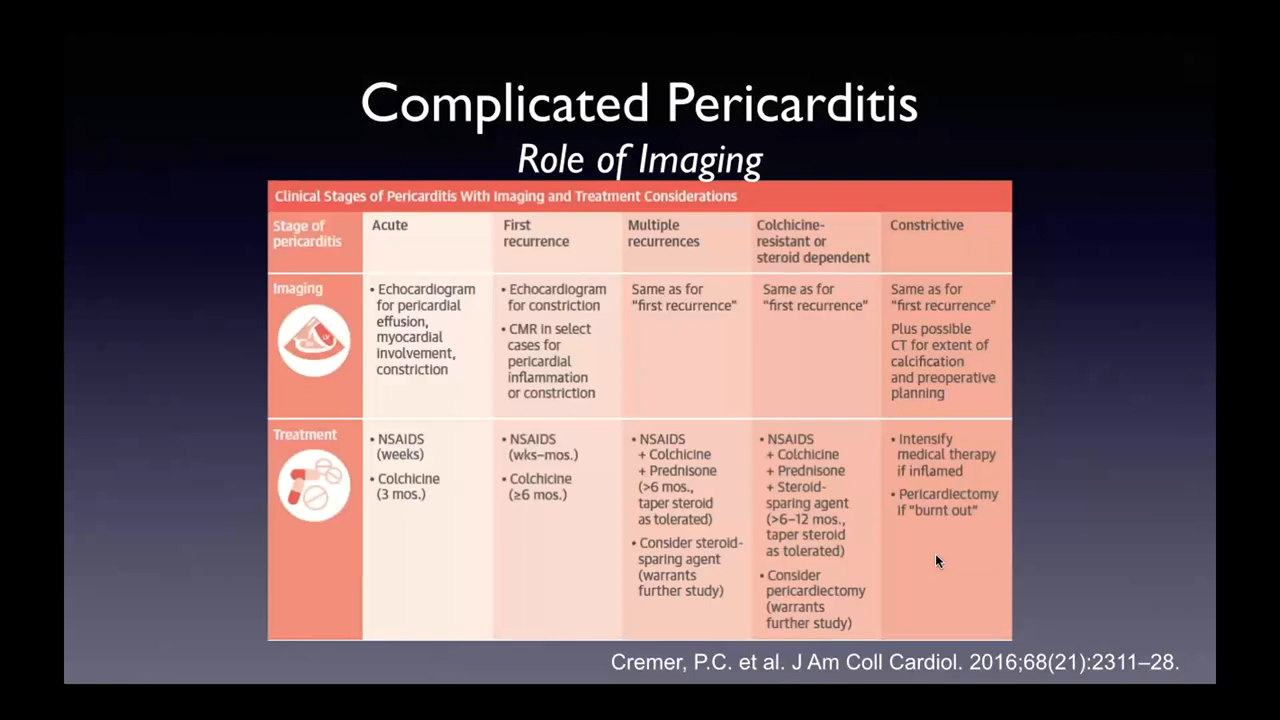 Complicated Pericarditis
Role of Imaging
Clinical Stages of Pericarditis With Imaging and Treatment Considerations
Stage of
pericarditis
Acute
First
recurrence
Multiple
recurrences
Colchicine-
resistant or
steroid dependent
Constrictive
Imaging
• Echocardiogram
for pericardial
effusion,
myocardial
involvement,
constriction
• Echocardiogram
for constriction
• CMR in select
cases for
pericardial
inflammation
or constriction
Same as for
"first recurrence"
Same as for
"first recurrence"
Same as for
"first recurrence"
Plus possible
CT for extent of
calcification
and preoperative
planning
Treatment
• NSAIDS
(weeks)
• Colchicine
(3 mos.)
• NSAIDS
(wks–mos.)
• Colchicine
(≥6 mos.)
• NSAIDS
+ Colchicine
+ Prednisone
(>6 mos.,
taper steroid
as tolerated)
• Consider steroid-
sparing agent
(warrants
further study)
• NSAIDS
+ Colchicine
+ Prednisone
+ Steroid-
sparing agent
(>6–12 mos.,
taper steroid
as tolerated)
• Consider
pericardiectomy
(warrants
further study)
• Intensify
medical therapy
if inflamed
• Pericardiectomy
if "burnt out"
Cremer, P.C. et al. J Am Coll Cardiol. 2016;68(21):2311–28.